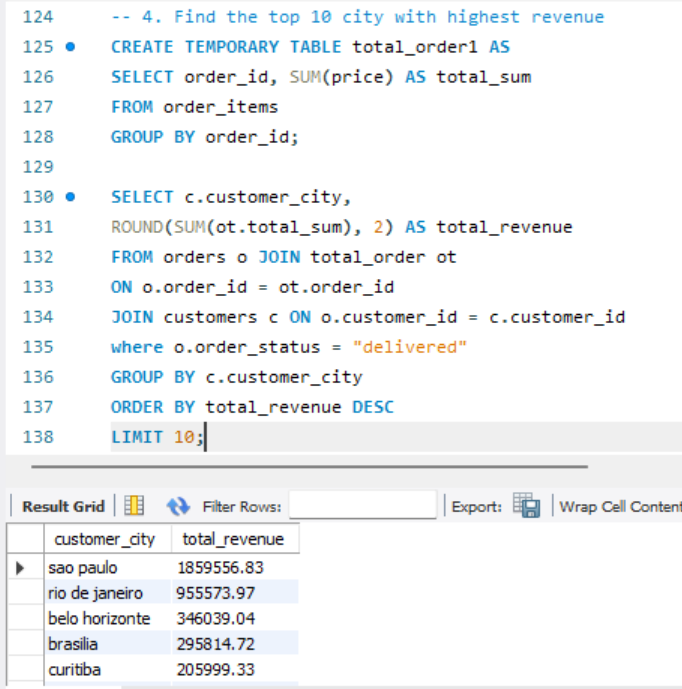 124 -- 4. Find the top 10 city with highest revenue
125 CREATE TEMPORARY TABLE total_order1 AS
126 SELECT order_id, SUM(price) AS total_sum
127 FROM order_items
128 GROUP BY order_id;
129
130 SELECT c.customer_city,
131 ROUND(SUM(ot.total_sum), 2) AS total_revenue
132 FROM orders o JOIN total_order ot
133 ON o.order_id = ot.order_id
134 JOIN customers c ON o.customer_id = c.customer_id
135 where o.order_status = "delivered"
136 GROUP BY c.customer_city
137 ORDER BY total_revenue DESC
138 LIMIT 10;
Result Grid Filter Rows: Export: Wrap Cell Content
customer_city total_revenue
sao paulo 1859556.83
rio de janeiro 955573.97
belo horizonte 346039.04
brasilia 295814.72
curitiba 205999.33